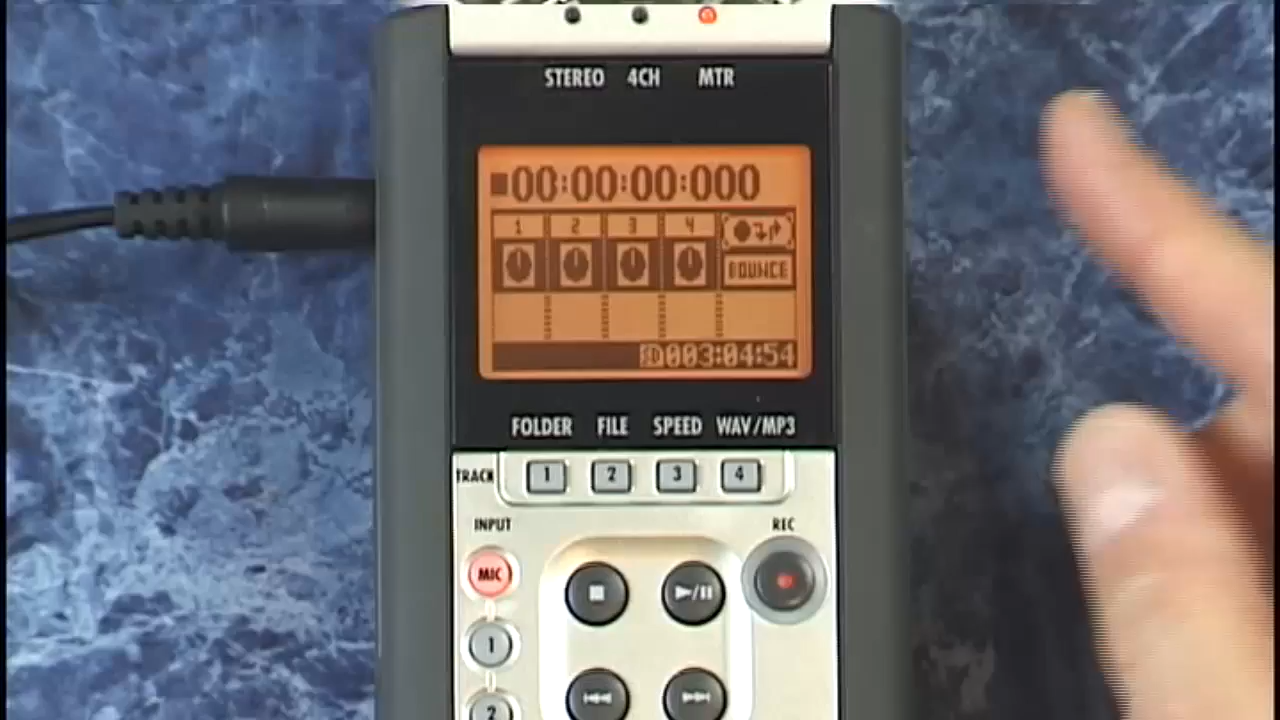 STEREO 4CH MTR
00:00:00:000
1 2 3 4
BOUNCE
SD 003:04:54
FOLDER FILE SPEED WAV/MP3
TRACK 1 2 3 4
INPUT REC
MIC
1
2